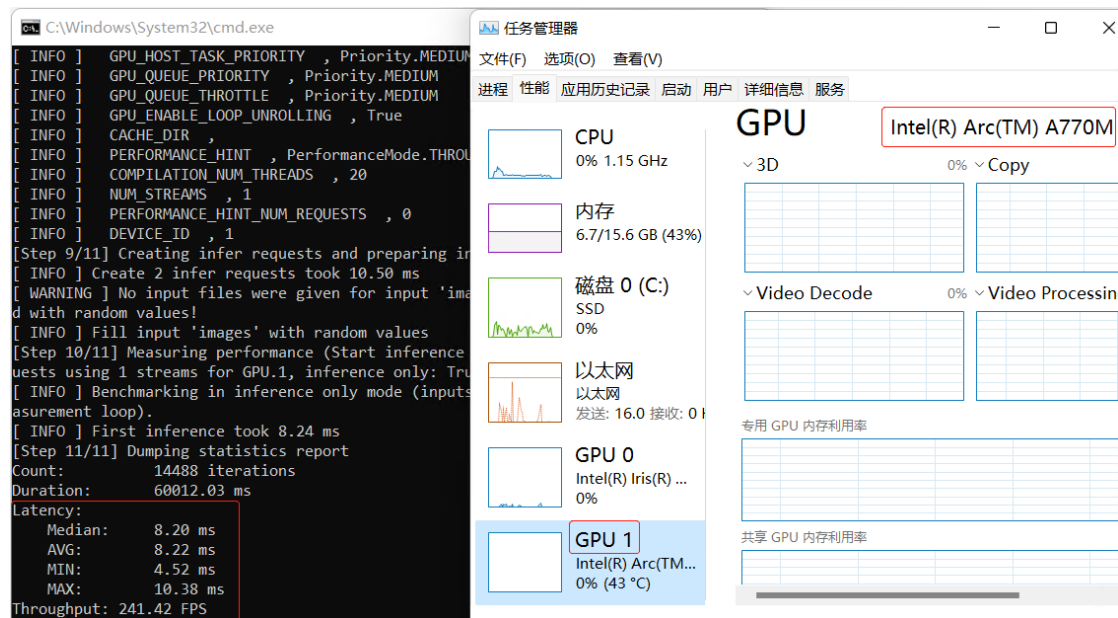 C:\Windows\System32\cmd.exe
[ INFO ]   GPU_HOST_TASK_PRIORITY  , Priority.MEDIUM
[ INFO ]   GPU_QUEUE_PRIORITY  , Priority.MEDIUM
[ INFO ]   GPU_QUEUE_THROTTLE  , Priority.MEDIUM
[ INFO ]   GPU_ENABLE_LOOP_UNROLLING  , True
[ INFO ]   CACHE_DIR  ,
[ INFO ]   PERFORMANCE_HINT  , PerformanceMode.THROU
[ INFO ]   COMPILATION_NUM_THREADS  , 20
[ INFO ]   NUM_STREAMS  , 1
[ INFO ]   PERFORMANCE_HINT_NUM_REQUESTS  , 0
[ INFO ]   DEVICE_ID  , 1
[Step 9/11] Creating infer requests and preparing in
[ INFO ] Create 2 infer requests took 10.50 ms
[ WARNING ] No input files were given for input 'ima
d with random values!
[ INFO ] Fill input 'images' with random values
[Step 10/11] Measuring performance (Start inference
uests using 1 streams for GPU.1, inference only: Tru
[ INFO ] Benchmarking in inference only mode (inputs
asurement loop).
[ INFO ] First inference took 8.24 ms
[Step 11/11] Dumping statistics report
Count:          14488 iterations
Duration:       60012.03 ms
Latency:
Median:     8.20 ms
AVG:        8.22 ms
MIN:        4.52 ms
MAX:        10.38 ms
Throughput: 241.42 FPS
任务管理器
文件(F) 选项(O) 查看(V)
进程 性能 应用历史记录 启动 用户 详细信息 服务
CPU
0% 1.15 GHz
内存
6.7/15.6 GB (43%)
磁盘 0 (C:)
SSD
0%
以太网
以太网
发送: 16.0 接收: 0
GPU 0
Intel(R) Iris(R) ...
0%
GPU 1
Intel(R) Arc(TM...
0% (43 °C)
GPU Intel(R) Arc(TM) A770M
3D 0% Copy
Video Decode 0% Video Processin
专用 GPU 内存利用率
共享 GPU 内存利用率